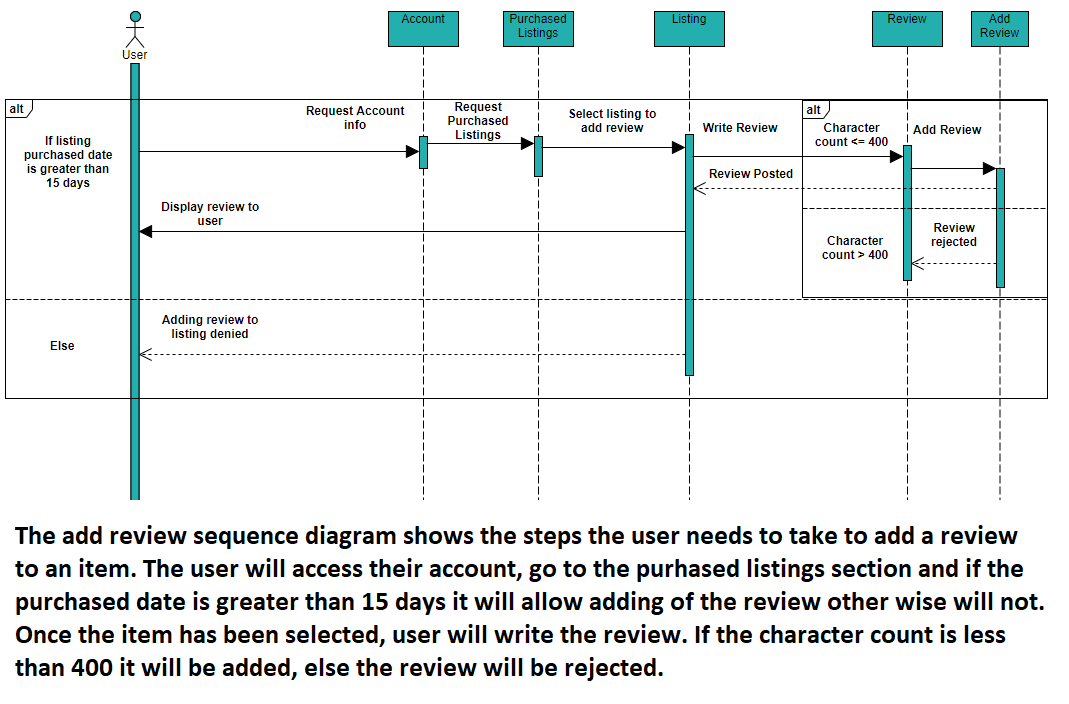 User
Account
Purchased
Listings
Listing
Review
Add
Review
alt
If listing
purchased date
is greater than
15 days
Request Account
info
Request
Purchased
Listings
Select listing to
add review
Write Review
alt
Character
count <= 400
Add Review
Review Posted
Display review to
user
Character
count > 400
Review
rejected
Else
Adding review to
listing denied
The add review sequence diagram shows the steps the user needs to take to add a review
to an item. The user will access their account, go to the purhased listings section and if the
purchased date is greater than 15 days it will allow adding of the review other wise will not.
Once the item has been selected, user will write the review. If the character count is less
than 400 it will be added, else the review will be rejected.